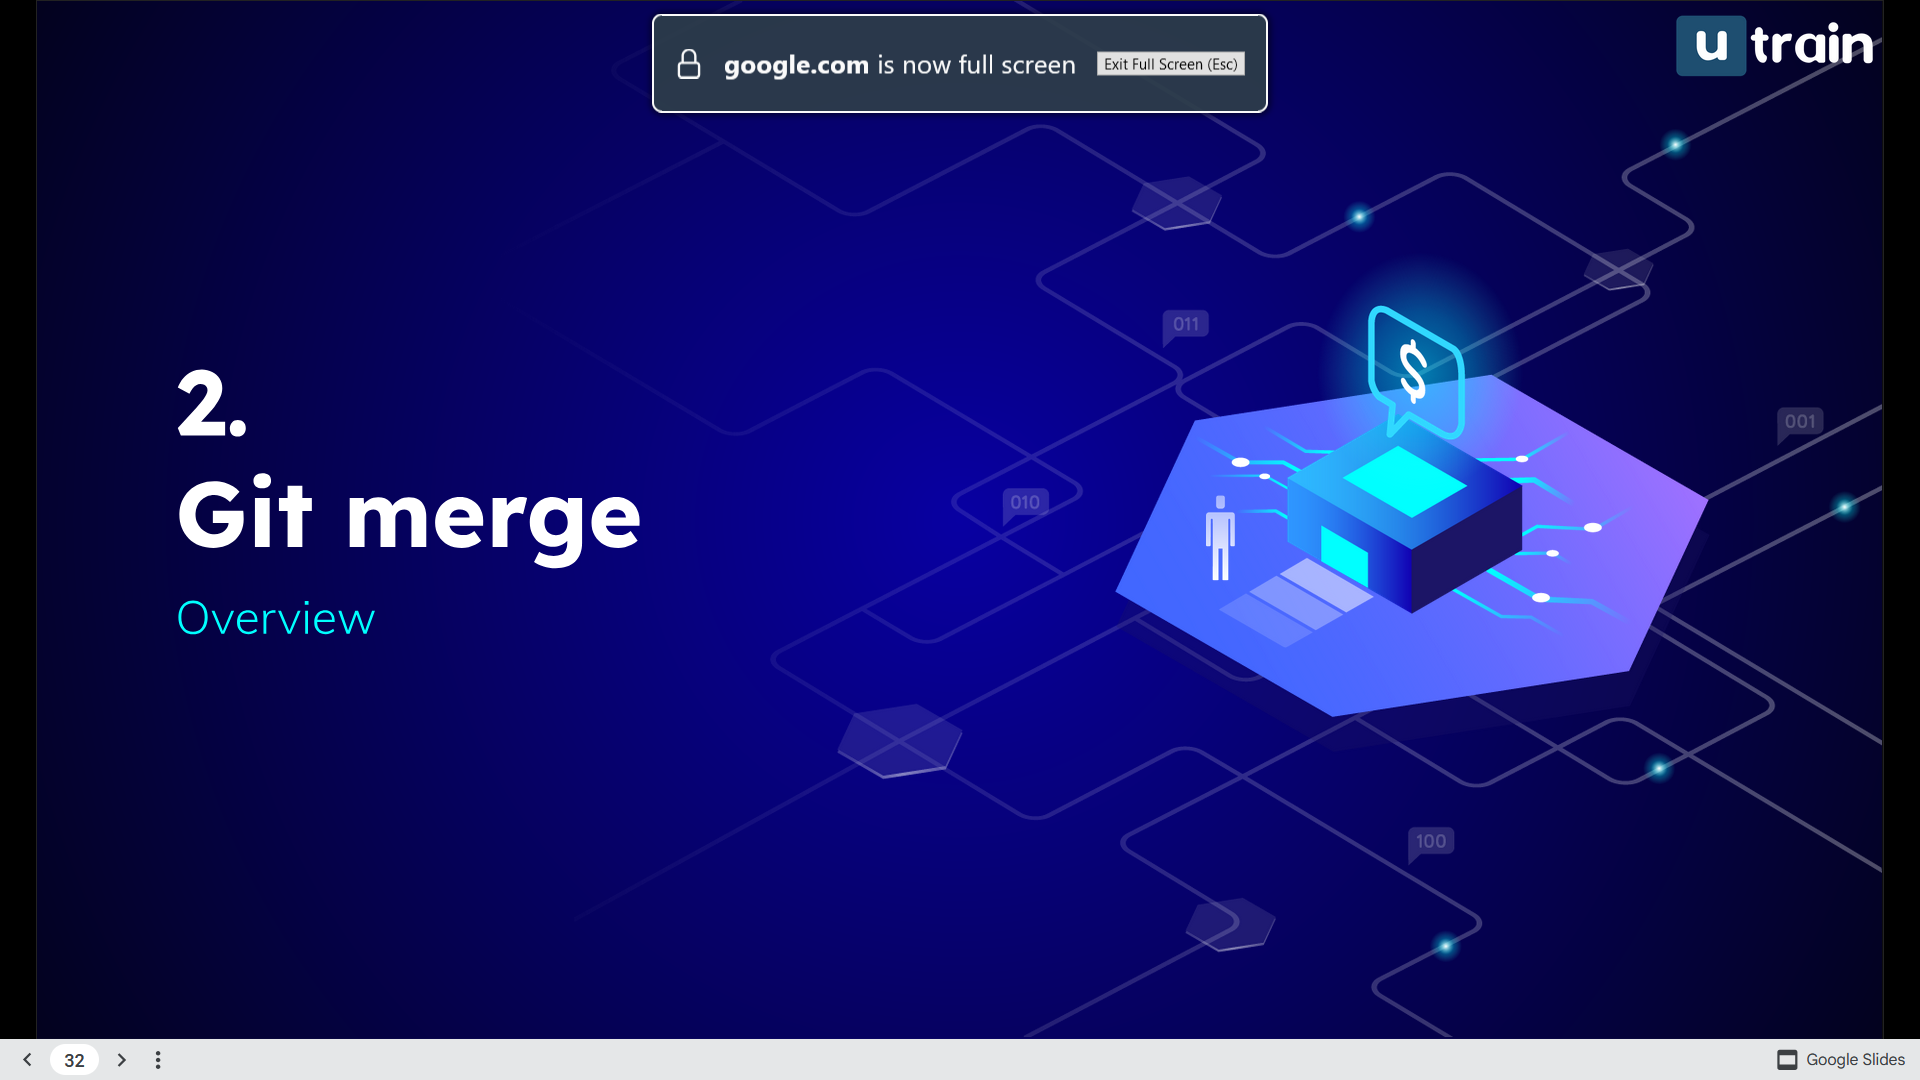 google.com is now full screen Exit Full Screen (Esc)
u train
011
$
001
2.
Git merge
010
Overview
100
32
Google Slides